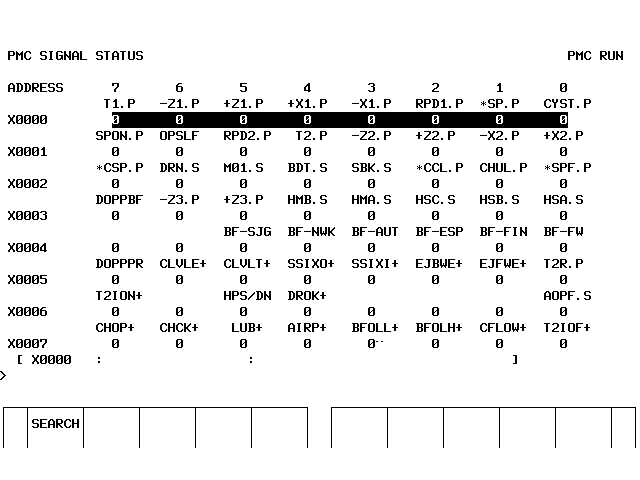 PMC SIGNAL STATUS PMC RUN
ADDRESS 7 6 5 4 3 2 1 0
T1.P -Z1.P +Z1.P +X1.P -X1.P RPD1.P *SP.P CYST.P
X0000 0 0 0 0 0 0 0 0
SPON.P OPSLF RPD2.P T2.P -Z2.P +Z2.P -X2.P +X2.P
X0001 0 0 0 0 0 0 0 0
*CSP.P DRN.S M01.S BDT.S SBK.S *CCL.P CHUL.P *SPF.P
X0002 0 0 0 0 0 0 0 0
DOPPBF -Z3.P +Z3.P HMB.S HMA.S HSC.S HSB.S HSA.S
X0003 0 0 0 0 0 0 0 0
BF-SJG BF-NWK BF-AUT BF-ESP BF-FIN BF-FW
X0004 0 0 0 0 0 0 0 0
DOPPPR CLVLE+ CLVLT+ SSIXO+ SSIXI+ EJBWE+ EJFWE+ T2R.P
X0005 0 0 0 0 0 0 0 0
T2ION+ HPS/DN DROK+ AOPF.S
X0006 0 0 0 0 0 0 0 0
CHOP+ CHCK+ LUB+ AIRP+ BFOLL+ BFOLH+ CFLOW+ T2IOF+
X0007 0 0 0 0 0 0 0 0
[ X0000 : : ]
>
SEARCH